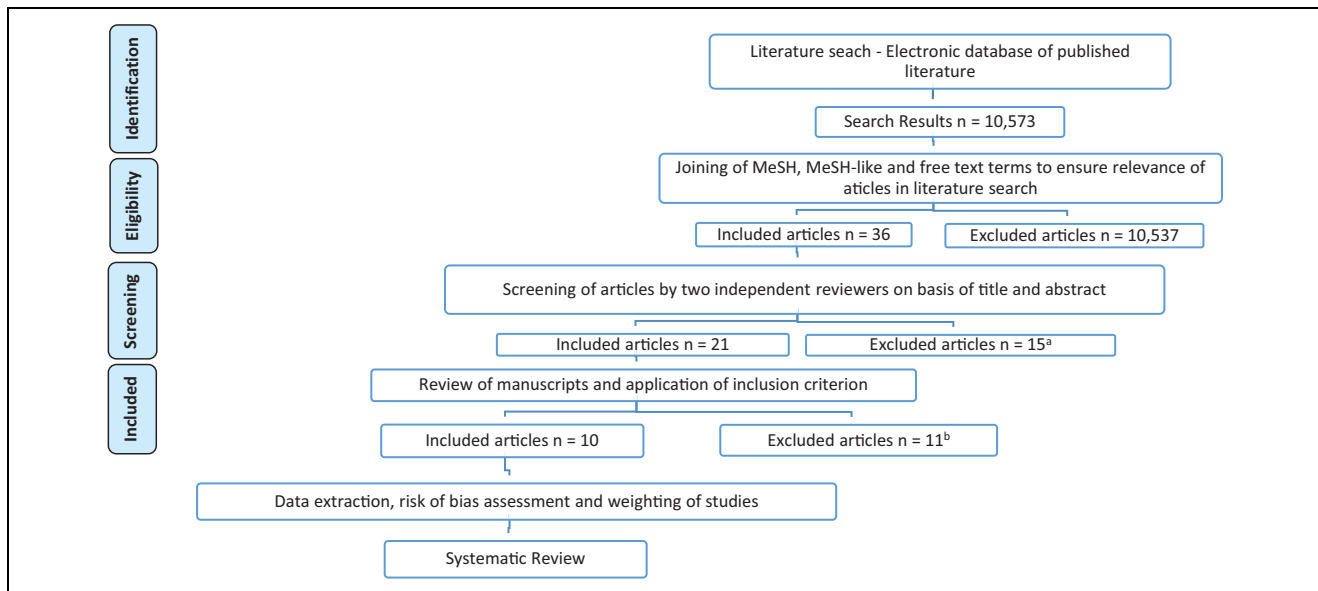 Identification
Literature seach - Electronic database of published
literature
Search Results n = 10,573
Eligibility
Joining of MeSH, MeSH-like and free text terms to ensure relevance of
aticles in literature search
Included articles n = 36
Excluded articles n = 10,537
Screening
Screening of articles by two independent reviewers on basis of title and abstract
Included articles n = 21
Excluded articles n = 15ᵃ
Included
Review of manuscripts and application of inclusion criterion
Included articles n = 10
Excluded articles n = 11ᵇ
Data extraction, risk of bias assessment and weighting of studies
Systematic Review